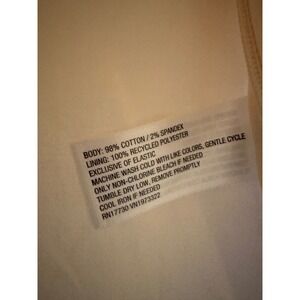 BODY: 98% COTTON / 2% SPANDEX
LINING: 100% RECYCLED POLYESTER
EXCLUSIVE OF ELASTIC
MACHINE WASH COLD WITH LIKE COLORS, GENTLE CYCLE
ONLY NON-CHLORINE BLEACH IF NEEDED
TUMBLE DRY LOW, REMOVE PROMPTLY
COOL IRON IF NEEDED
RN17730 VN1973322